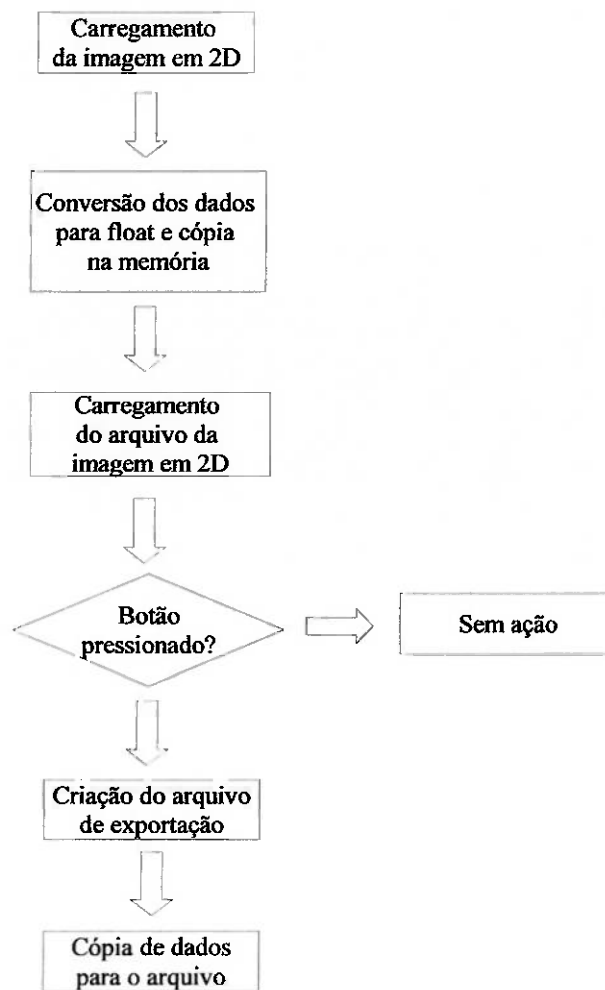 Carregamento
da imagem em 2D
Conversão dos dados
para float e cópia
na memória
Carregamento
do arquivo da
imagem em 2D
Botão
pressionado?
Sem ação
Criação do arquivo
de exportação
Cópia de dados
para o arquivo